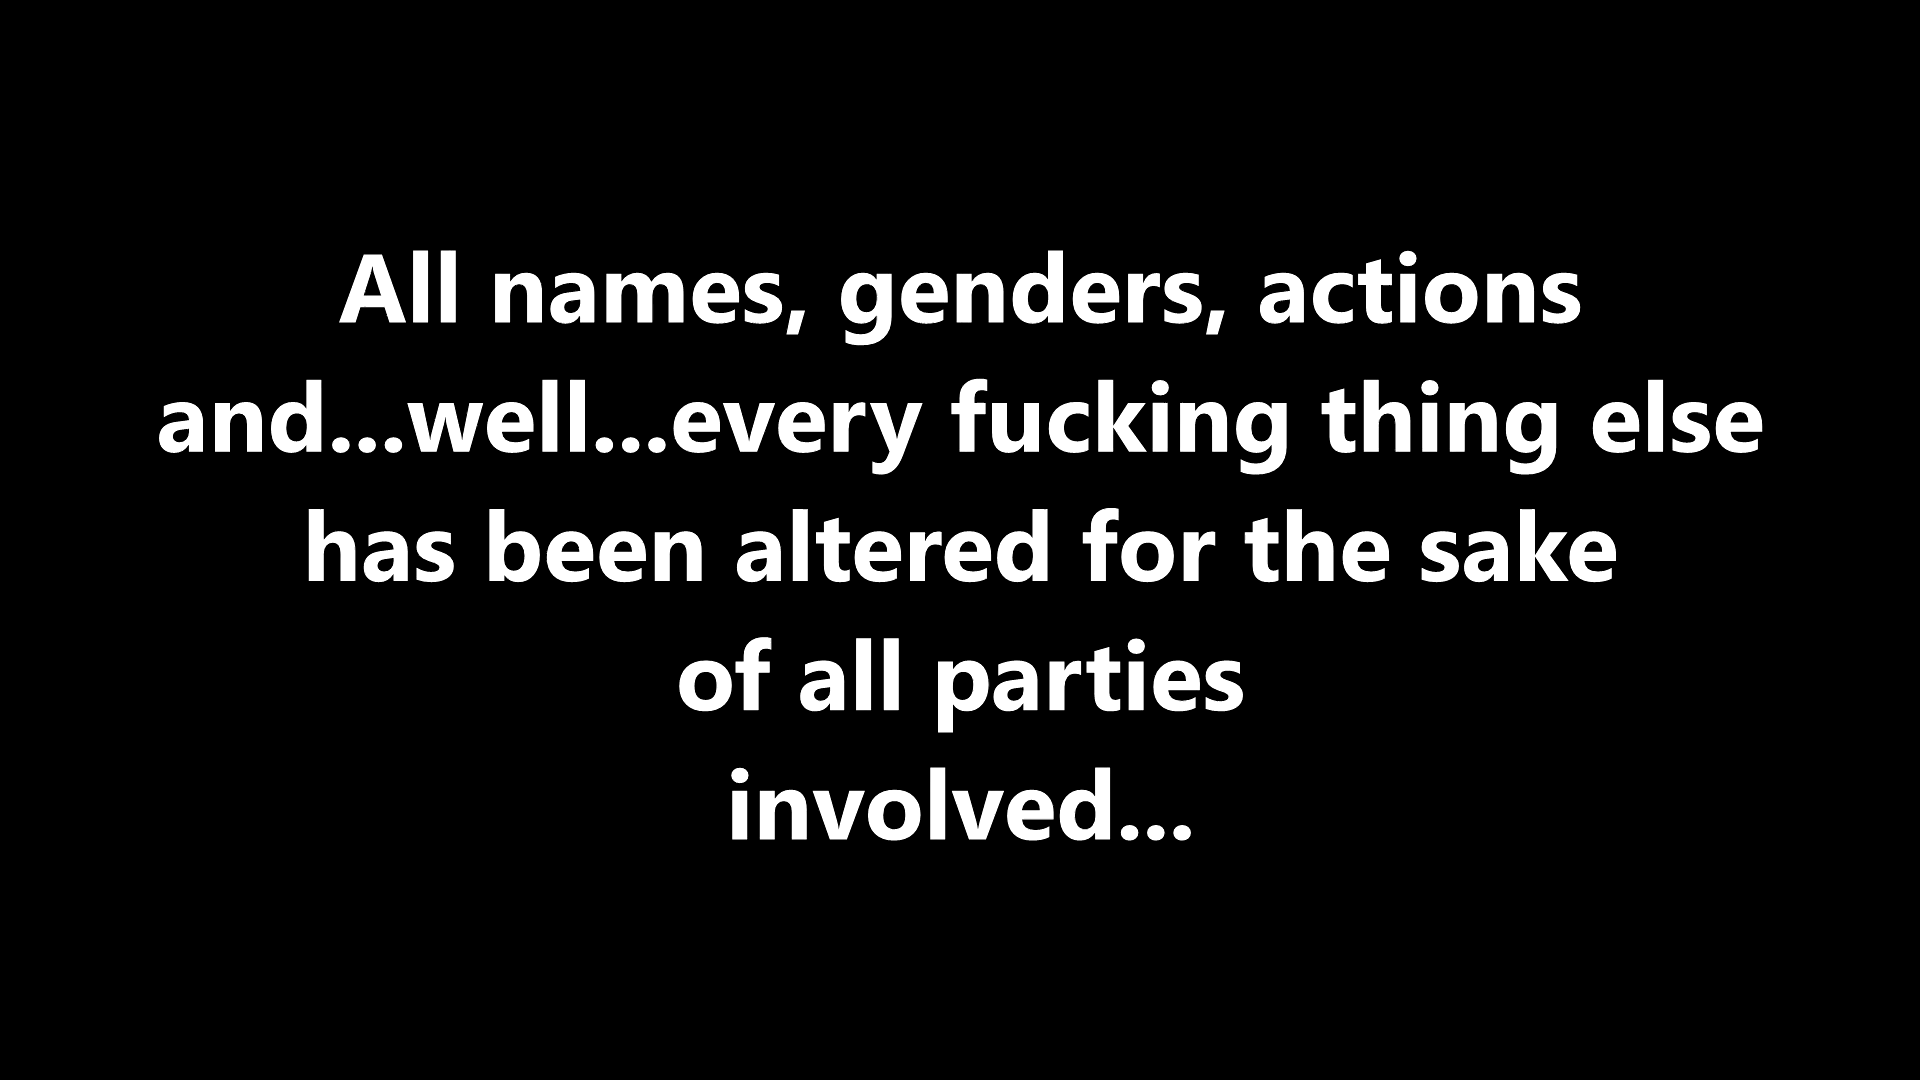 All names, genders, actions
and...well...every fucking thing else
has been altered for the sake
of all parties
involved...